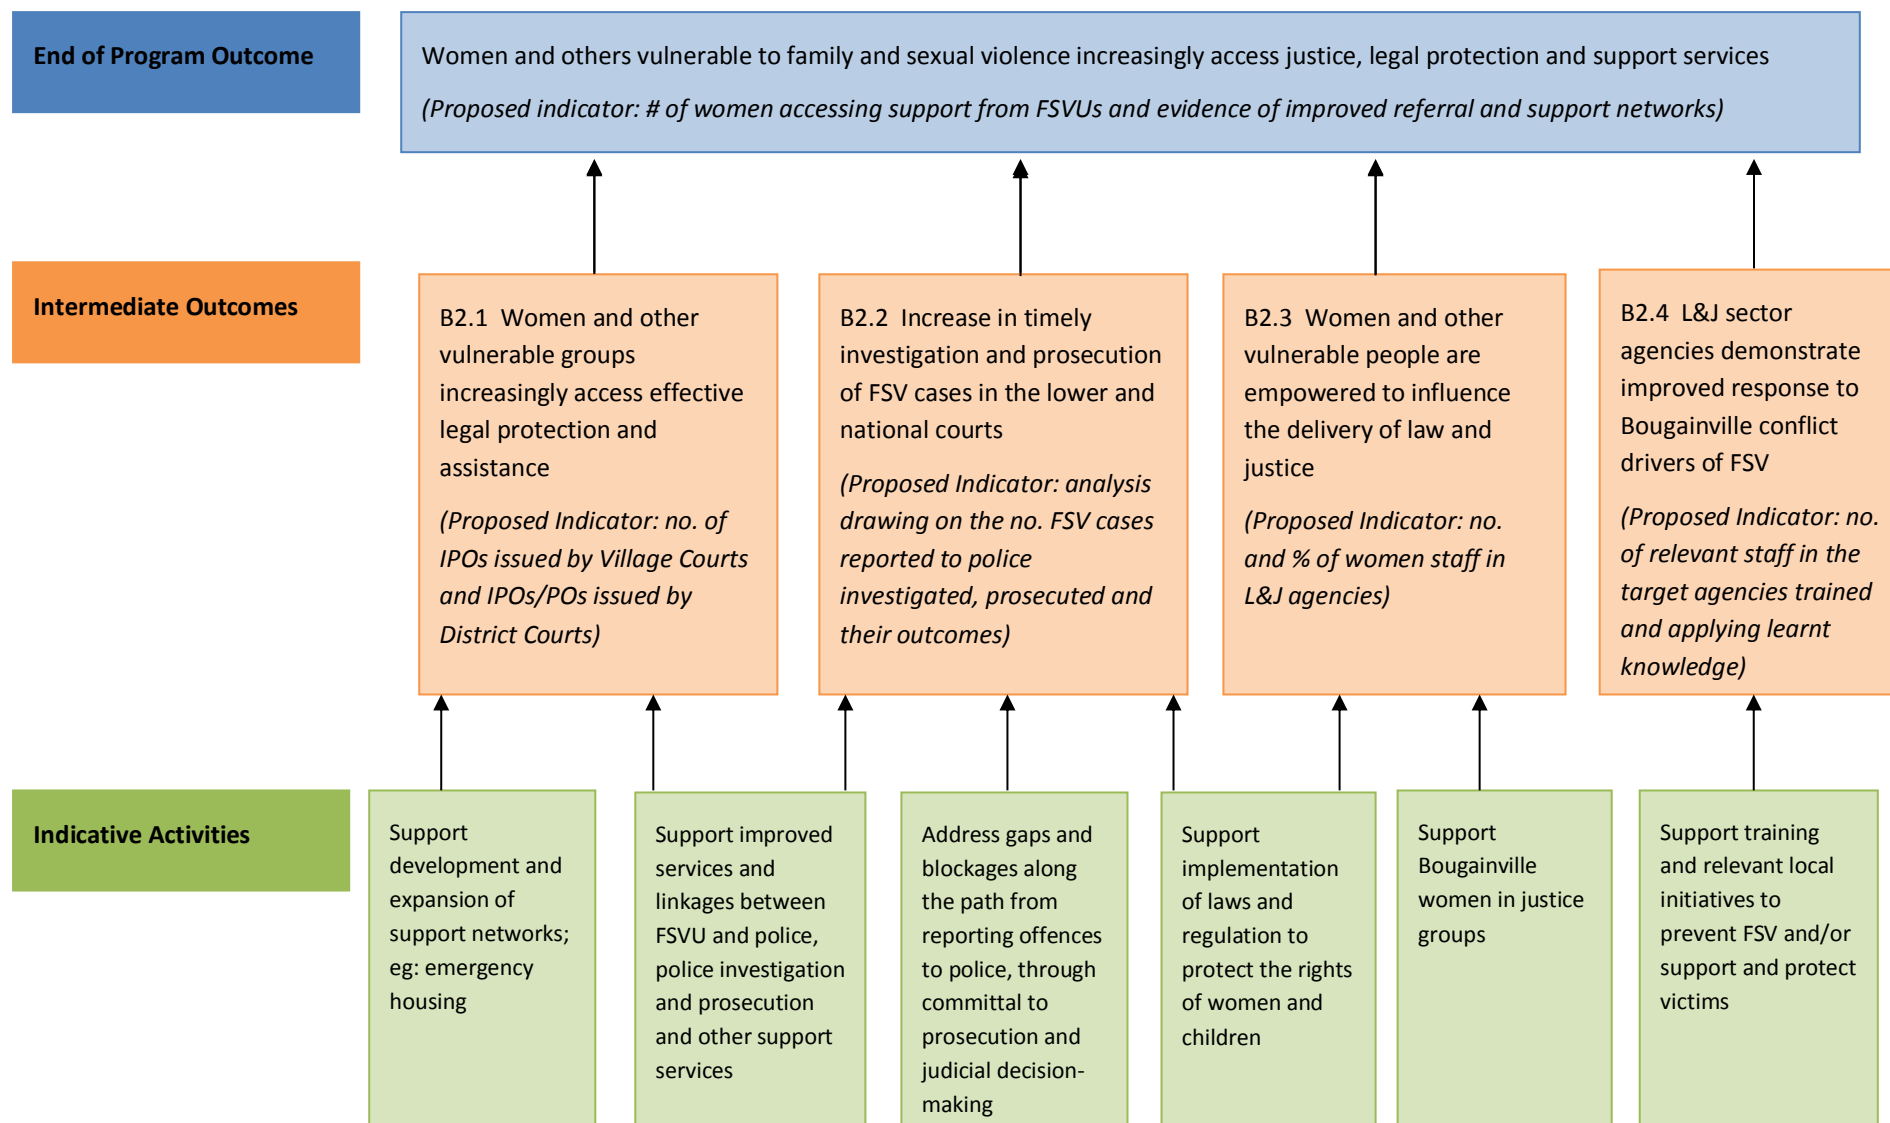 End of Program Outcome
Women and others vulnerable to family and sexual violence increasingly access justice, legal protection and support services
(Proposed indicator: # of women accessing support from FSVUs and evidence of improved referral and support networks)
Intermediate Outcomes
B2.1 Women and other
vulnerable groups
increasingly access effective
legal protection and
assistance
(Proposed Indicator: no. of
IPOs issued by Village Courts
and IPOs/POs issued by
District Courts)
B2.2 Increase in timely
investigation and prosecution
of FSV cases in the lower and
national courts
(Proposed Indicator: analysis
drawing on the no. FSV cases
reported to police
investigated, prosecuted and
their outcomes)
B2.3 Women and other
vulnerable people are
empowered to influence
the delivery of law and
justice
(Proposed Indicator: no.
and % of women staff in
L&J agencies)
B2.4 L&J sector
agencies demonstrate
improved response to
Bougainville conflict
drivers of FSV
(Proposed Indicator: no.
of relevant staff in the
target agencies trained
and applying learnt
knowledge)
Indicative Activities
Support
development and
expansion of
support networks;
eg: emergency
housing
Support improved
services and
linkages between
FSVU and police,
police investigation
and prosecution
and other support
services
Address gaps and
blockages along
the path from
reporting offences
to police, through
committal to
prosecution and
judicial decision-
making
Support
implementation
of laws and
regulation to
protect the rights
of women and
children
Support
Bougainville
women in justice
groups
Support training
and relevant local
initiatives to
prevent FSV and/or
support and protect
victims